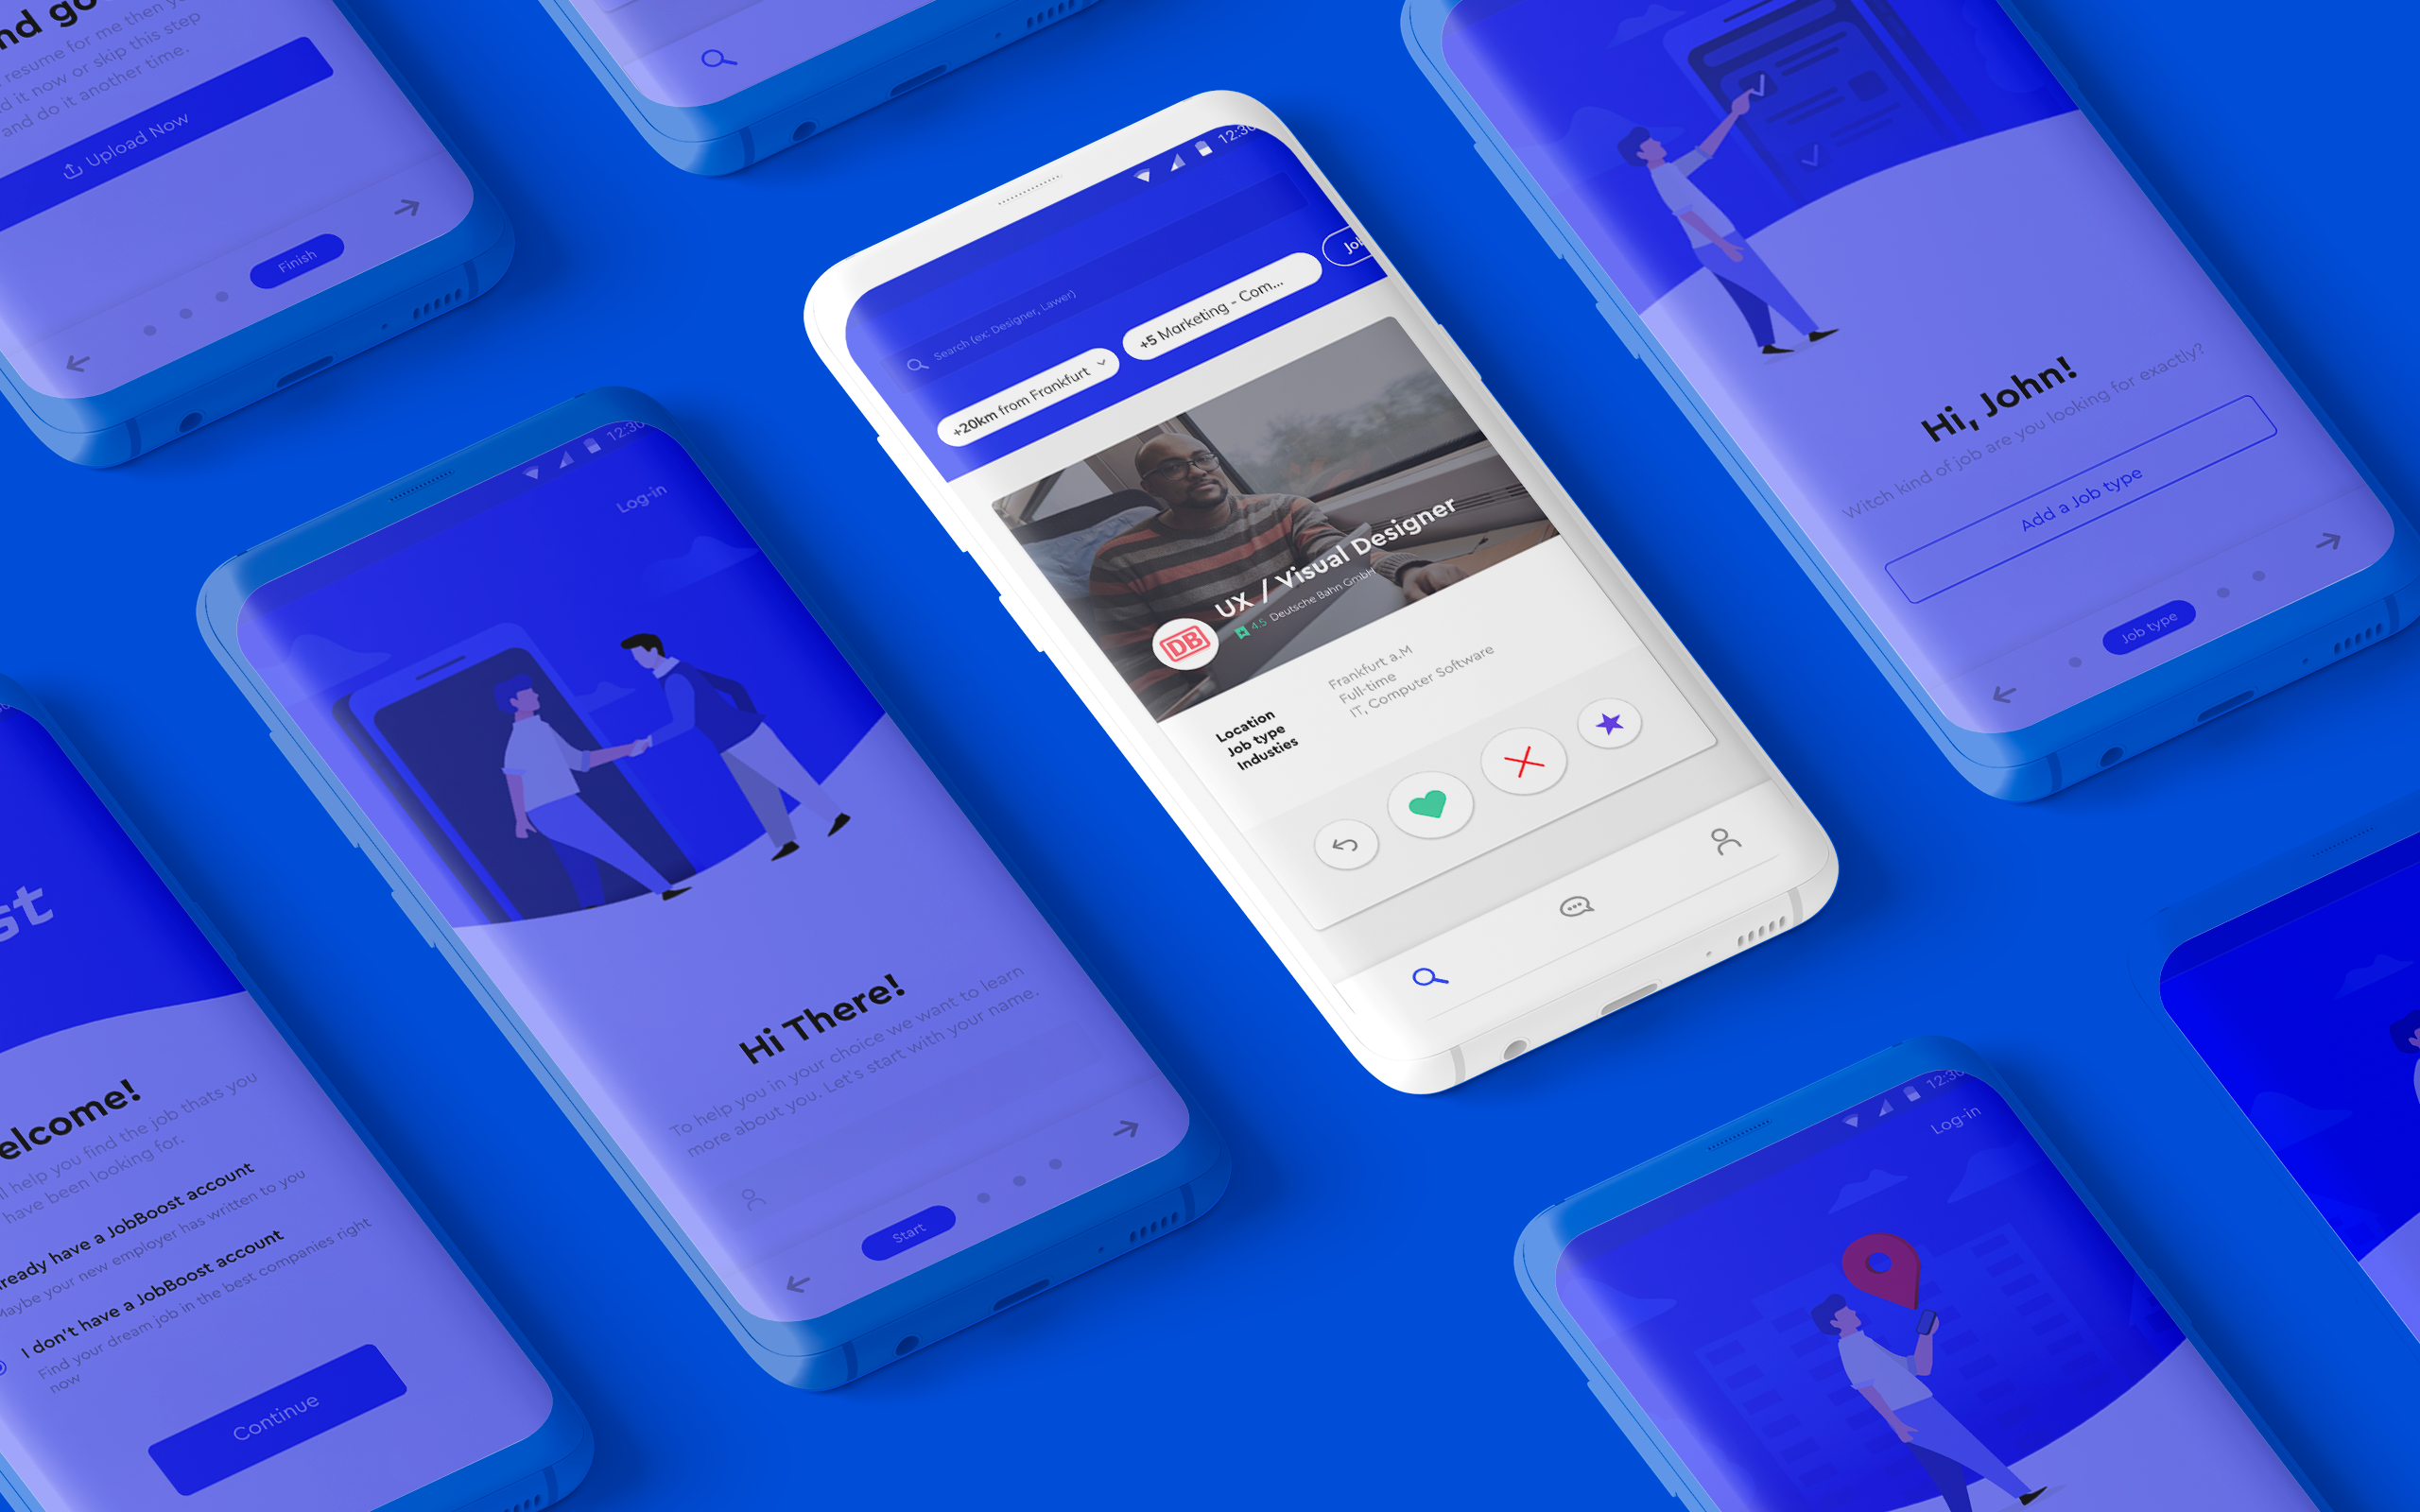 resume for me then
it now or skip this step
and do it another time.
Upload Now
Finish
12:30
Search (ex: Designer, Lawer)
+20km from Frankfurt
+5 Marketing - Com...
UX / Visual Designer
DB
4.5 Deutsche Bahn GmbH
Location Frankfurt a.M
Job type Full-time
Industies IT, Computer Software
Hi, John!
Witch kind of job are you looking for exactly?
Add a Job type
Job type
12:30
Log-in
Hi There!
To help you in your choice we want to learn
more about you. Let's start with your name.
Start
help you find the job thats you
have been looking for.
have a JobBoost account
Maybe your new employer has written to you
I don't have a JobBoost account
Find your dream job in the best companies right
now
Continue
12:30
Log-in